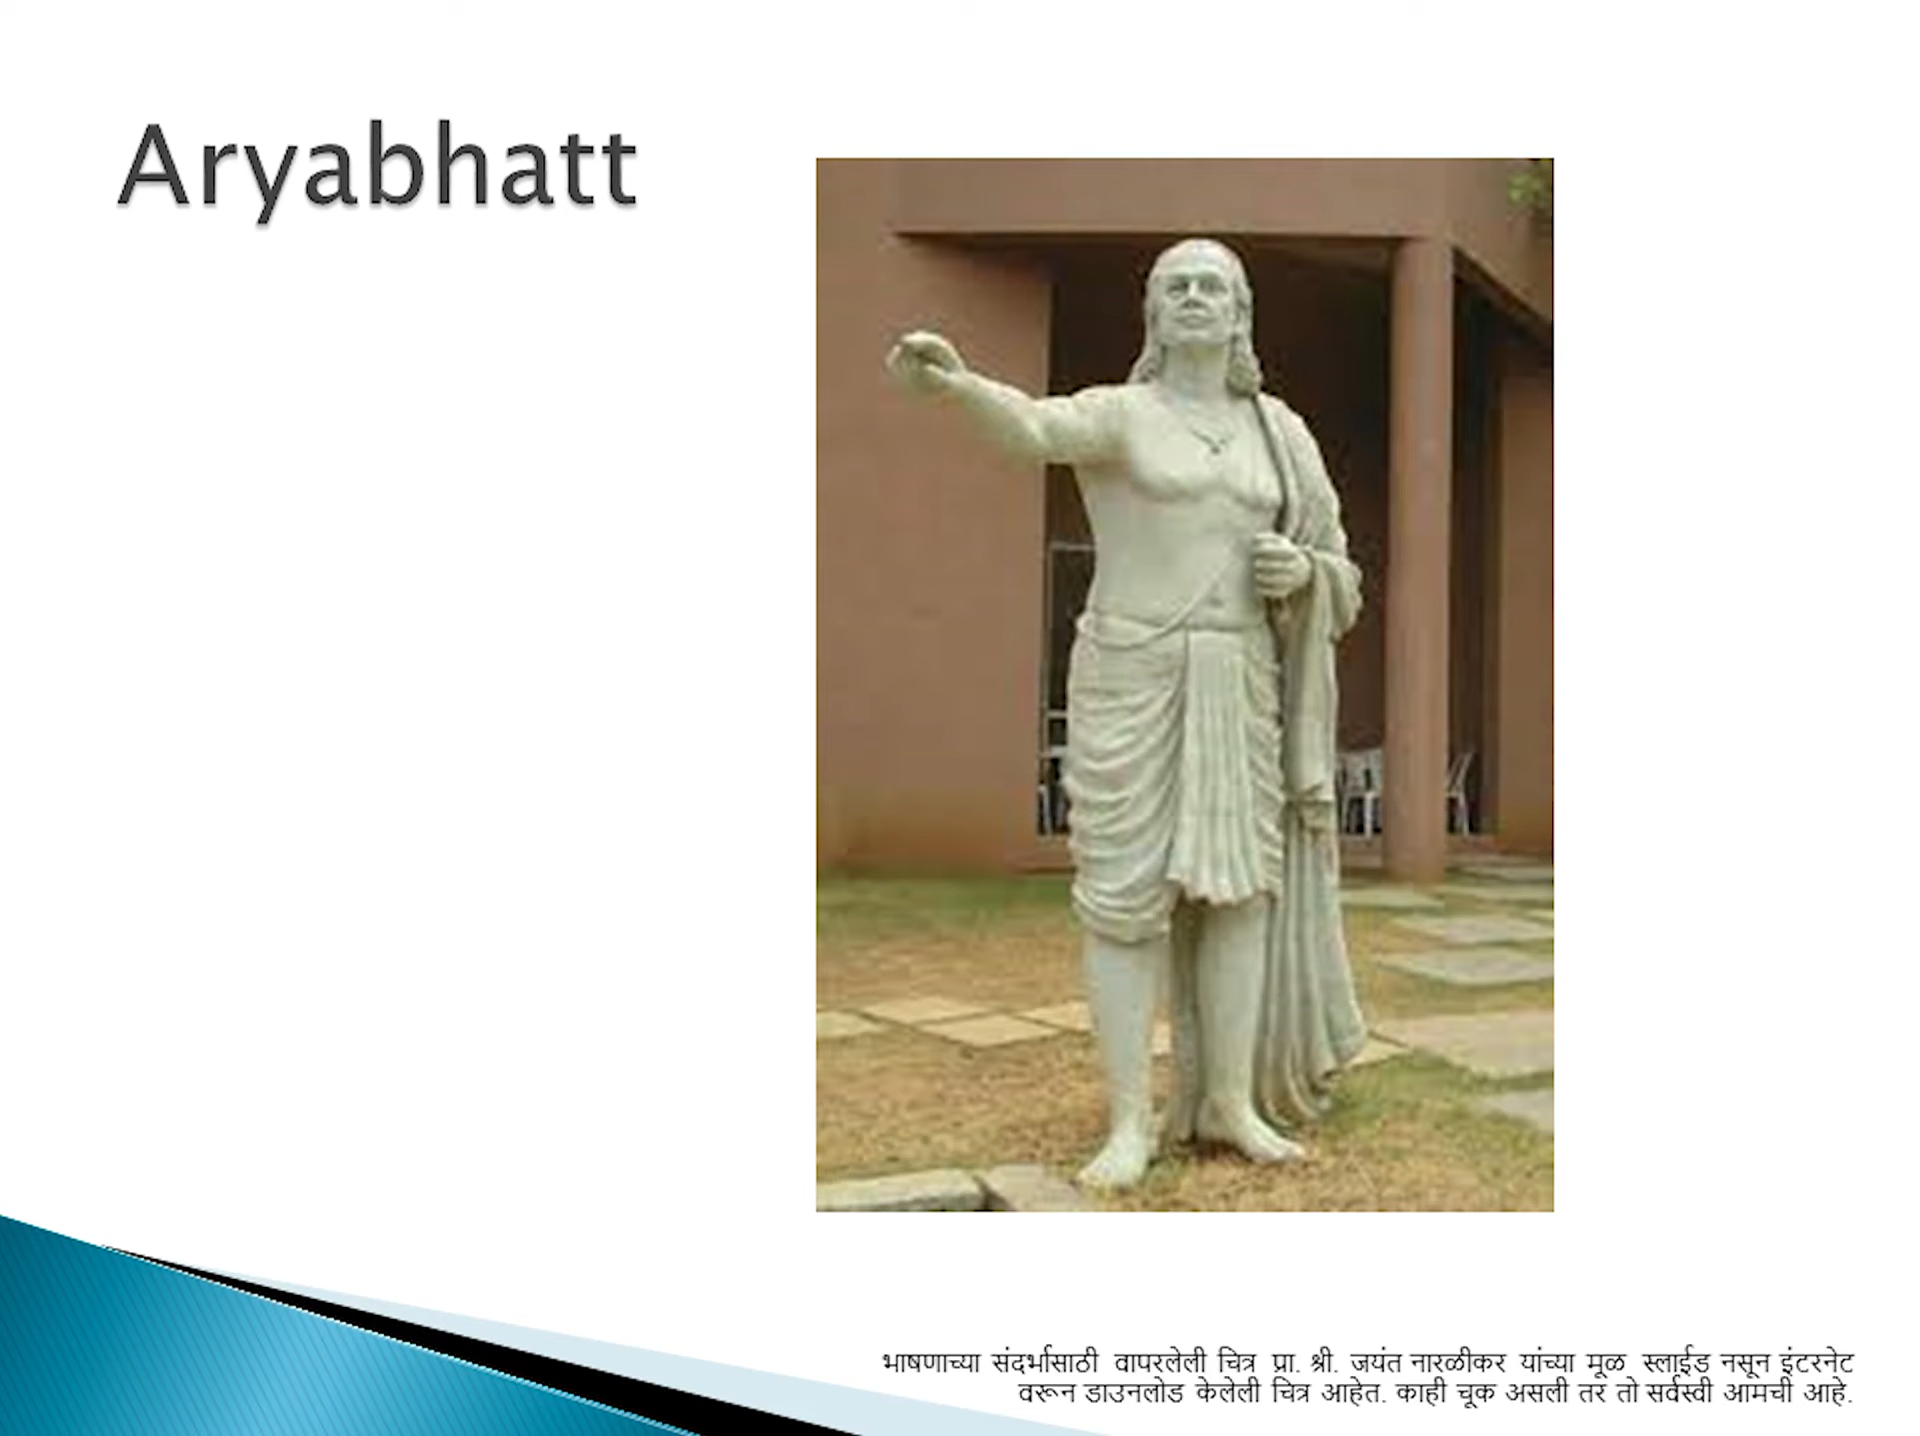 Aryabhatt
भाषणाच्या संदर्भासाठी वापरलेली चित्र प्रा. श्री. जयंत नारळीकर यांच्या मूळ स्लाईड नसून इंटरनेट
वरून डाउनलोड केलेली चित्र आहेत. काही चूक असली तर तो सर्वस्वी आमची आहे.